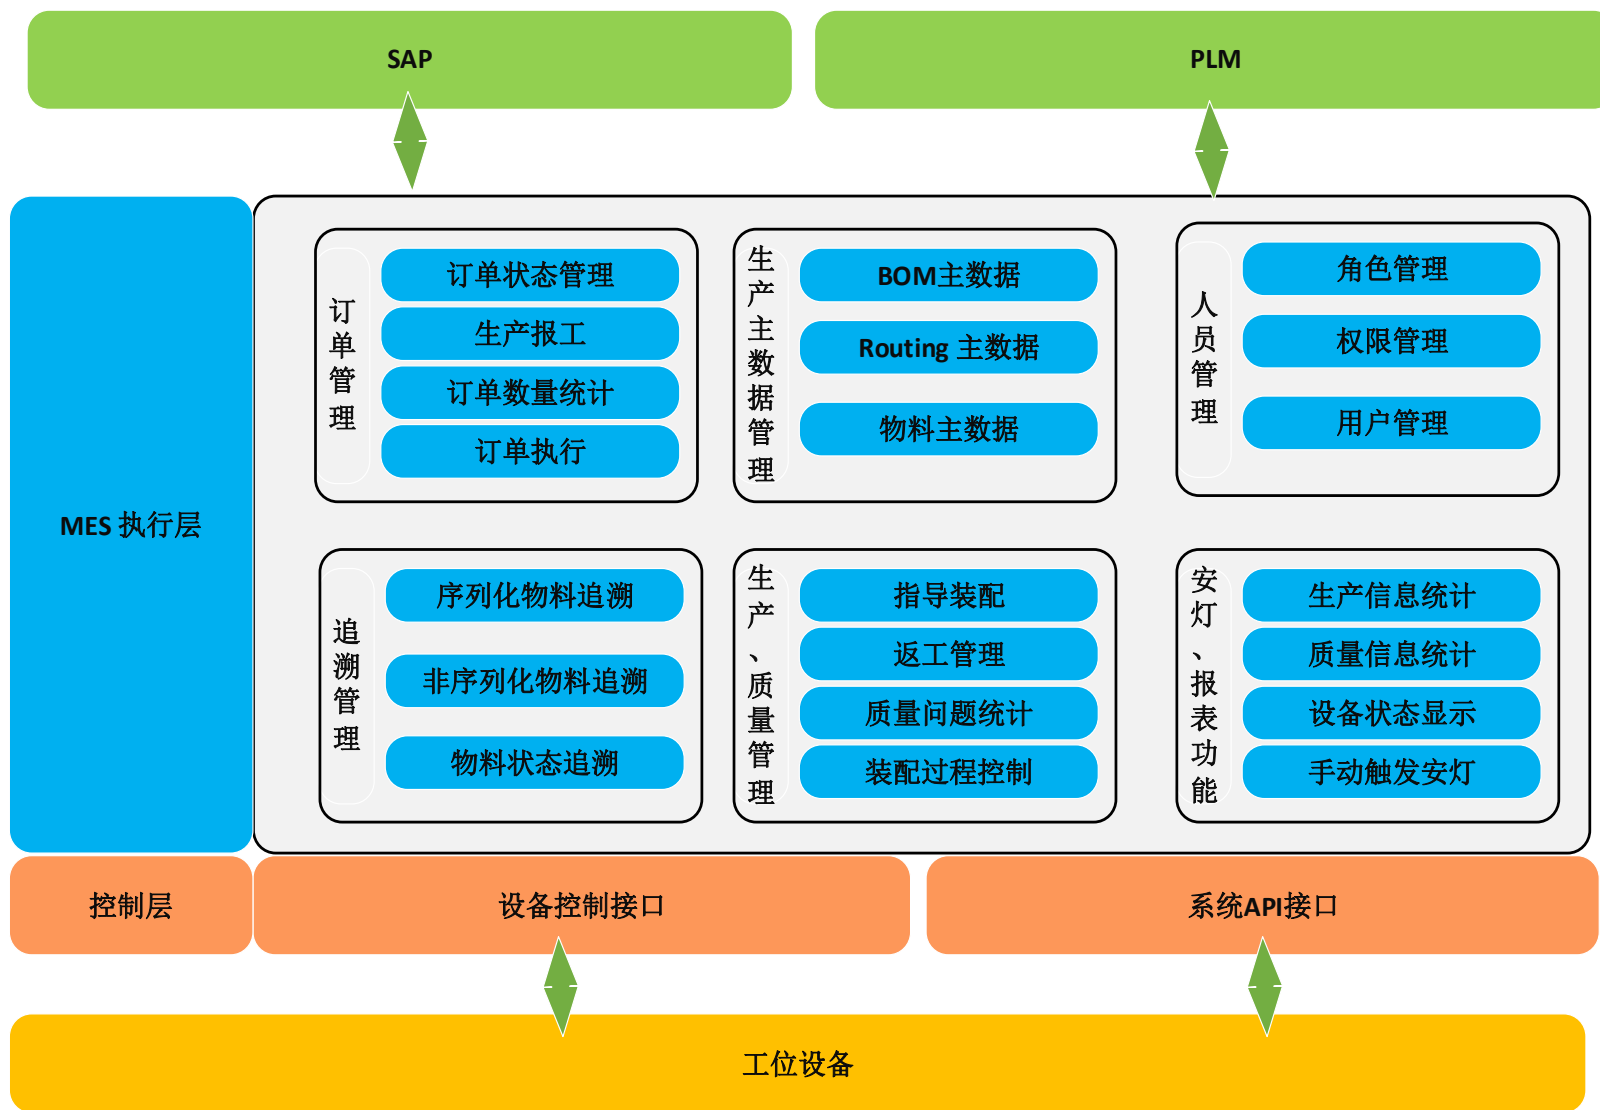 SAP
PLM
MES 执行层
订单管理
订单状态管理
生产报工
订单数量统计
订单执行
生产主数据管理
BOM主数据
Routing 主数据
物料主数据
人员管理
角色管理
权限管理
用户管理
追溯管理
序列化物料追溯
非序列化物料追溯
物料状态追溯
生产、质量管理
指导装配
返工管理
质量问题统计
装配过程控制
安灯、报表功能
生产信息统计
质量信息统计
设备状态显示
手动触发安灯
控制层
设备控制接口
系统API接口
工位设备